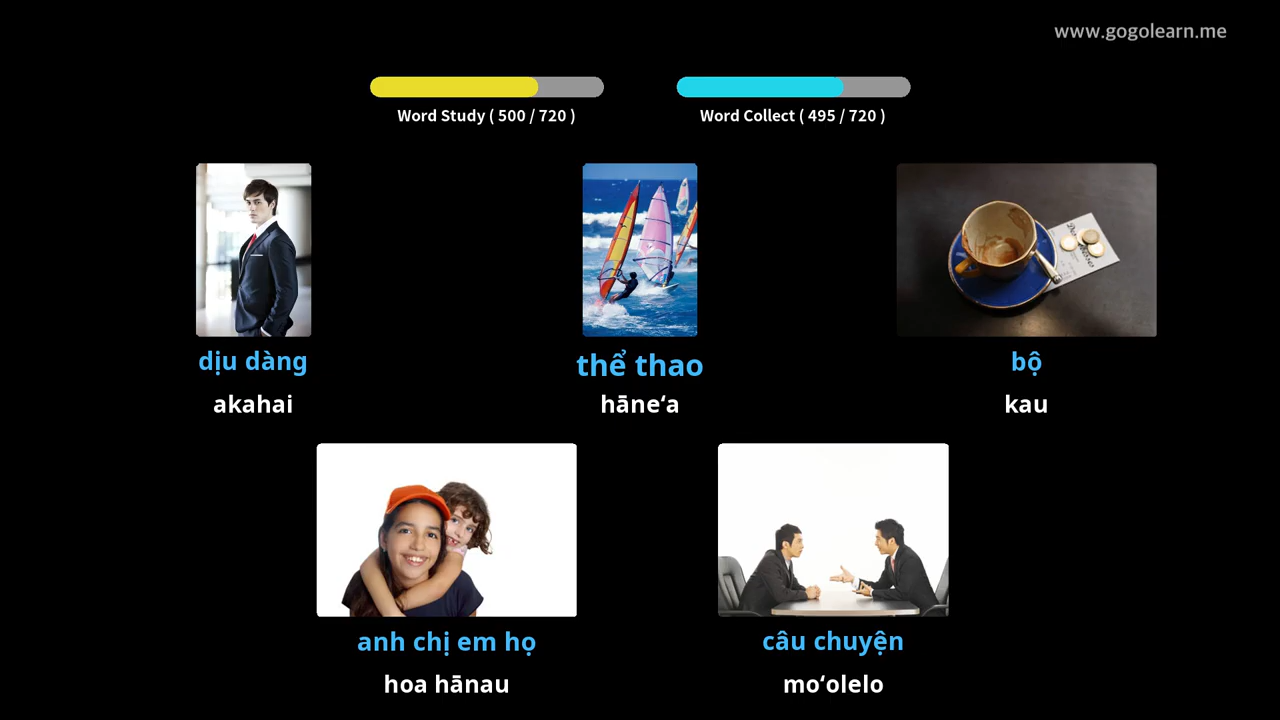 www.gogolearn.me
Word Study ( 500 / 720 )
Word Collect ( 495 / 720 )
dịu dàng
thể thao
bộ
akahai
hāneʻa
kau
anh chị em họ
câu chuyện
hoa hānau
moʻolelo